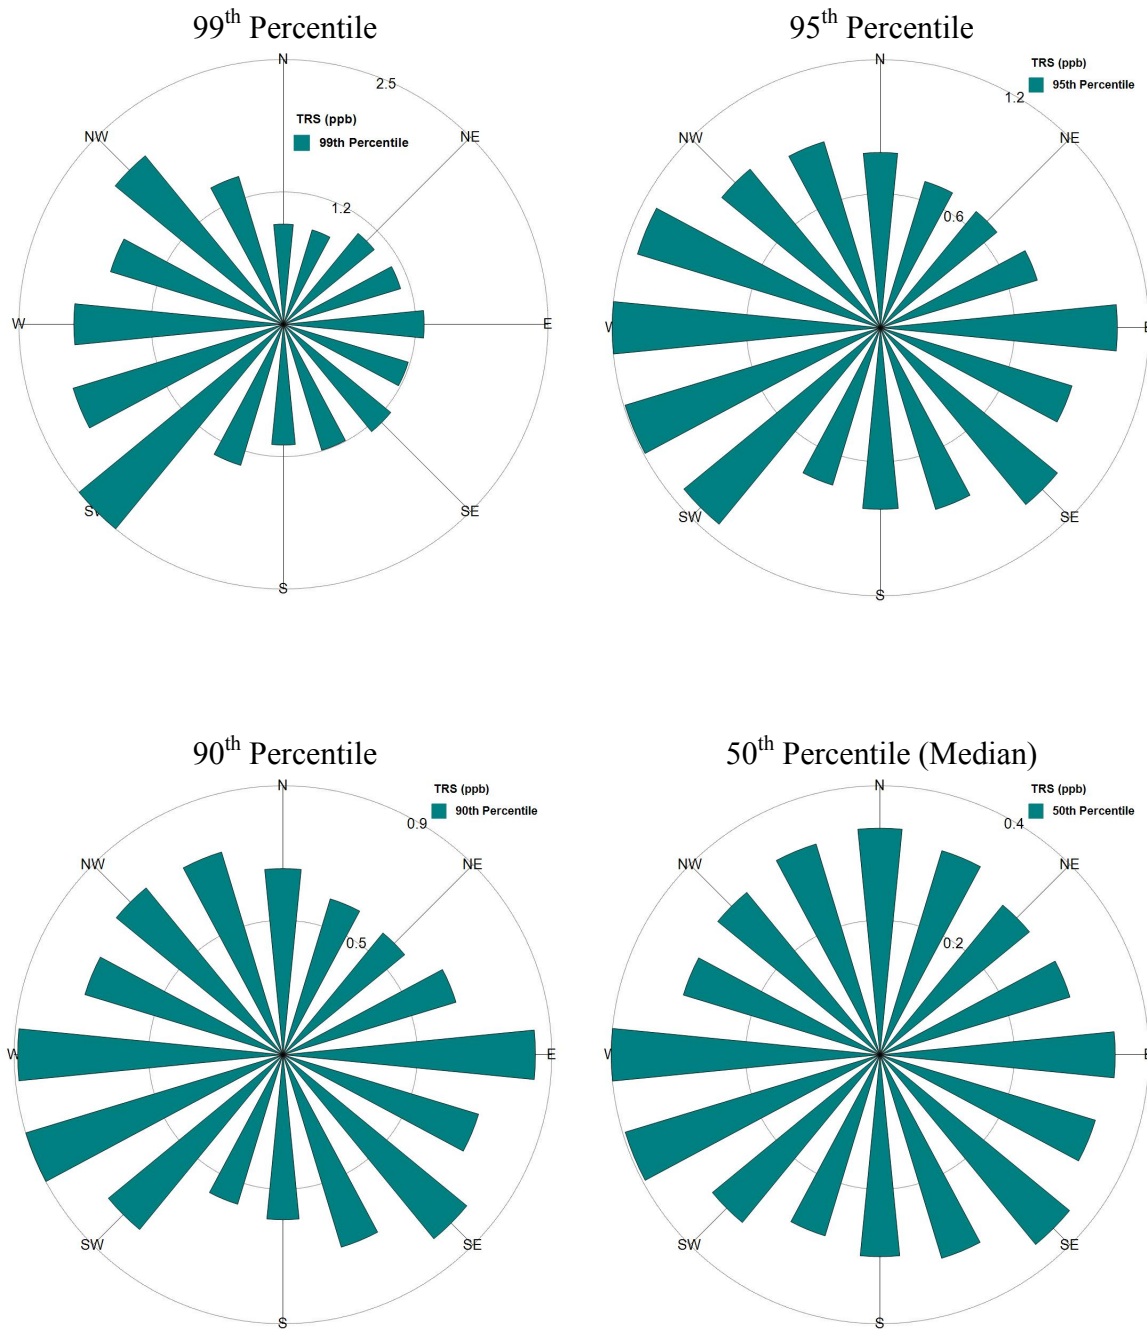 99th Percentile
N
2.5
TRS (ppb)
99th Percentile
NW
NE
1.2
W
E
SW
SE
S
95th Percentile
N
TRS (ppb)
95th Percentile
1.2
NW
NE
0.6
W
E
SW
SE
S
90th Percentile
N
TRS (ppb)
90th Percentile
0.9
NW
NE
0.5
W
E
SW
SE
S
50th Percentile (Median)
N
TRS (ppb)
50th Percentile
0.4
NW
NE
0.2
W
E
SW
SE
S